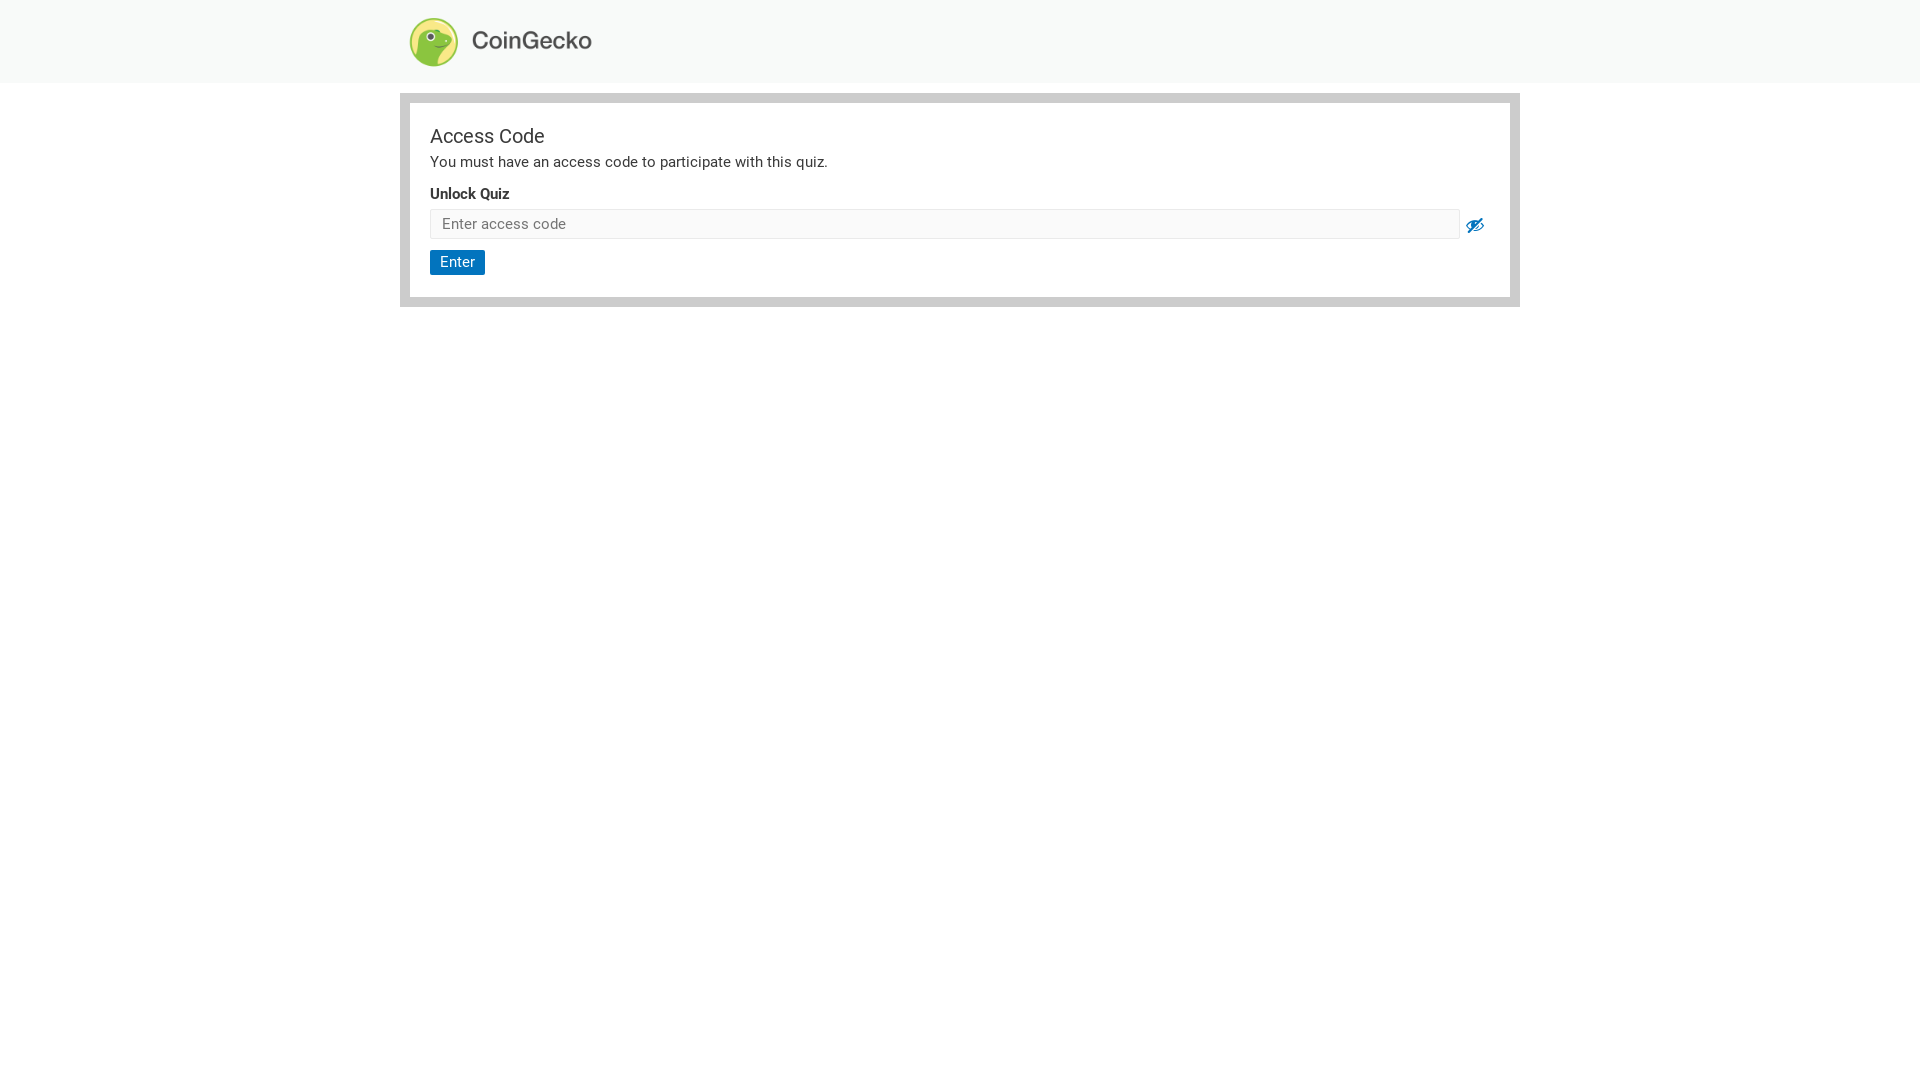 CoinGecko
Access Code
You must have an access code to participate with this quiz.
Unlock Quiz
Enter access code
Enter